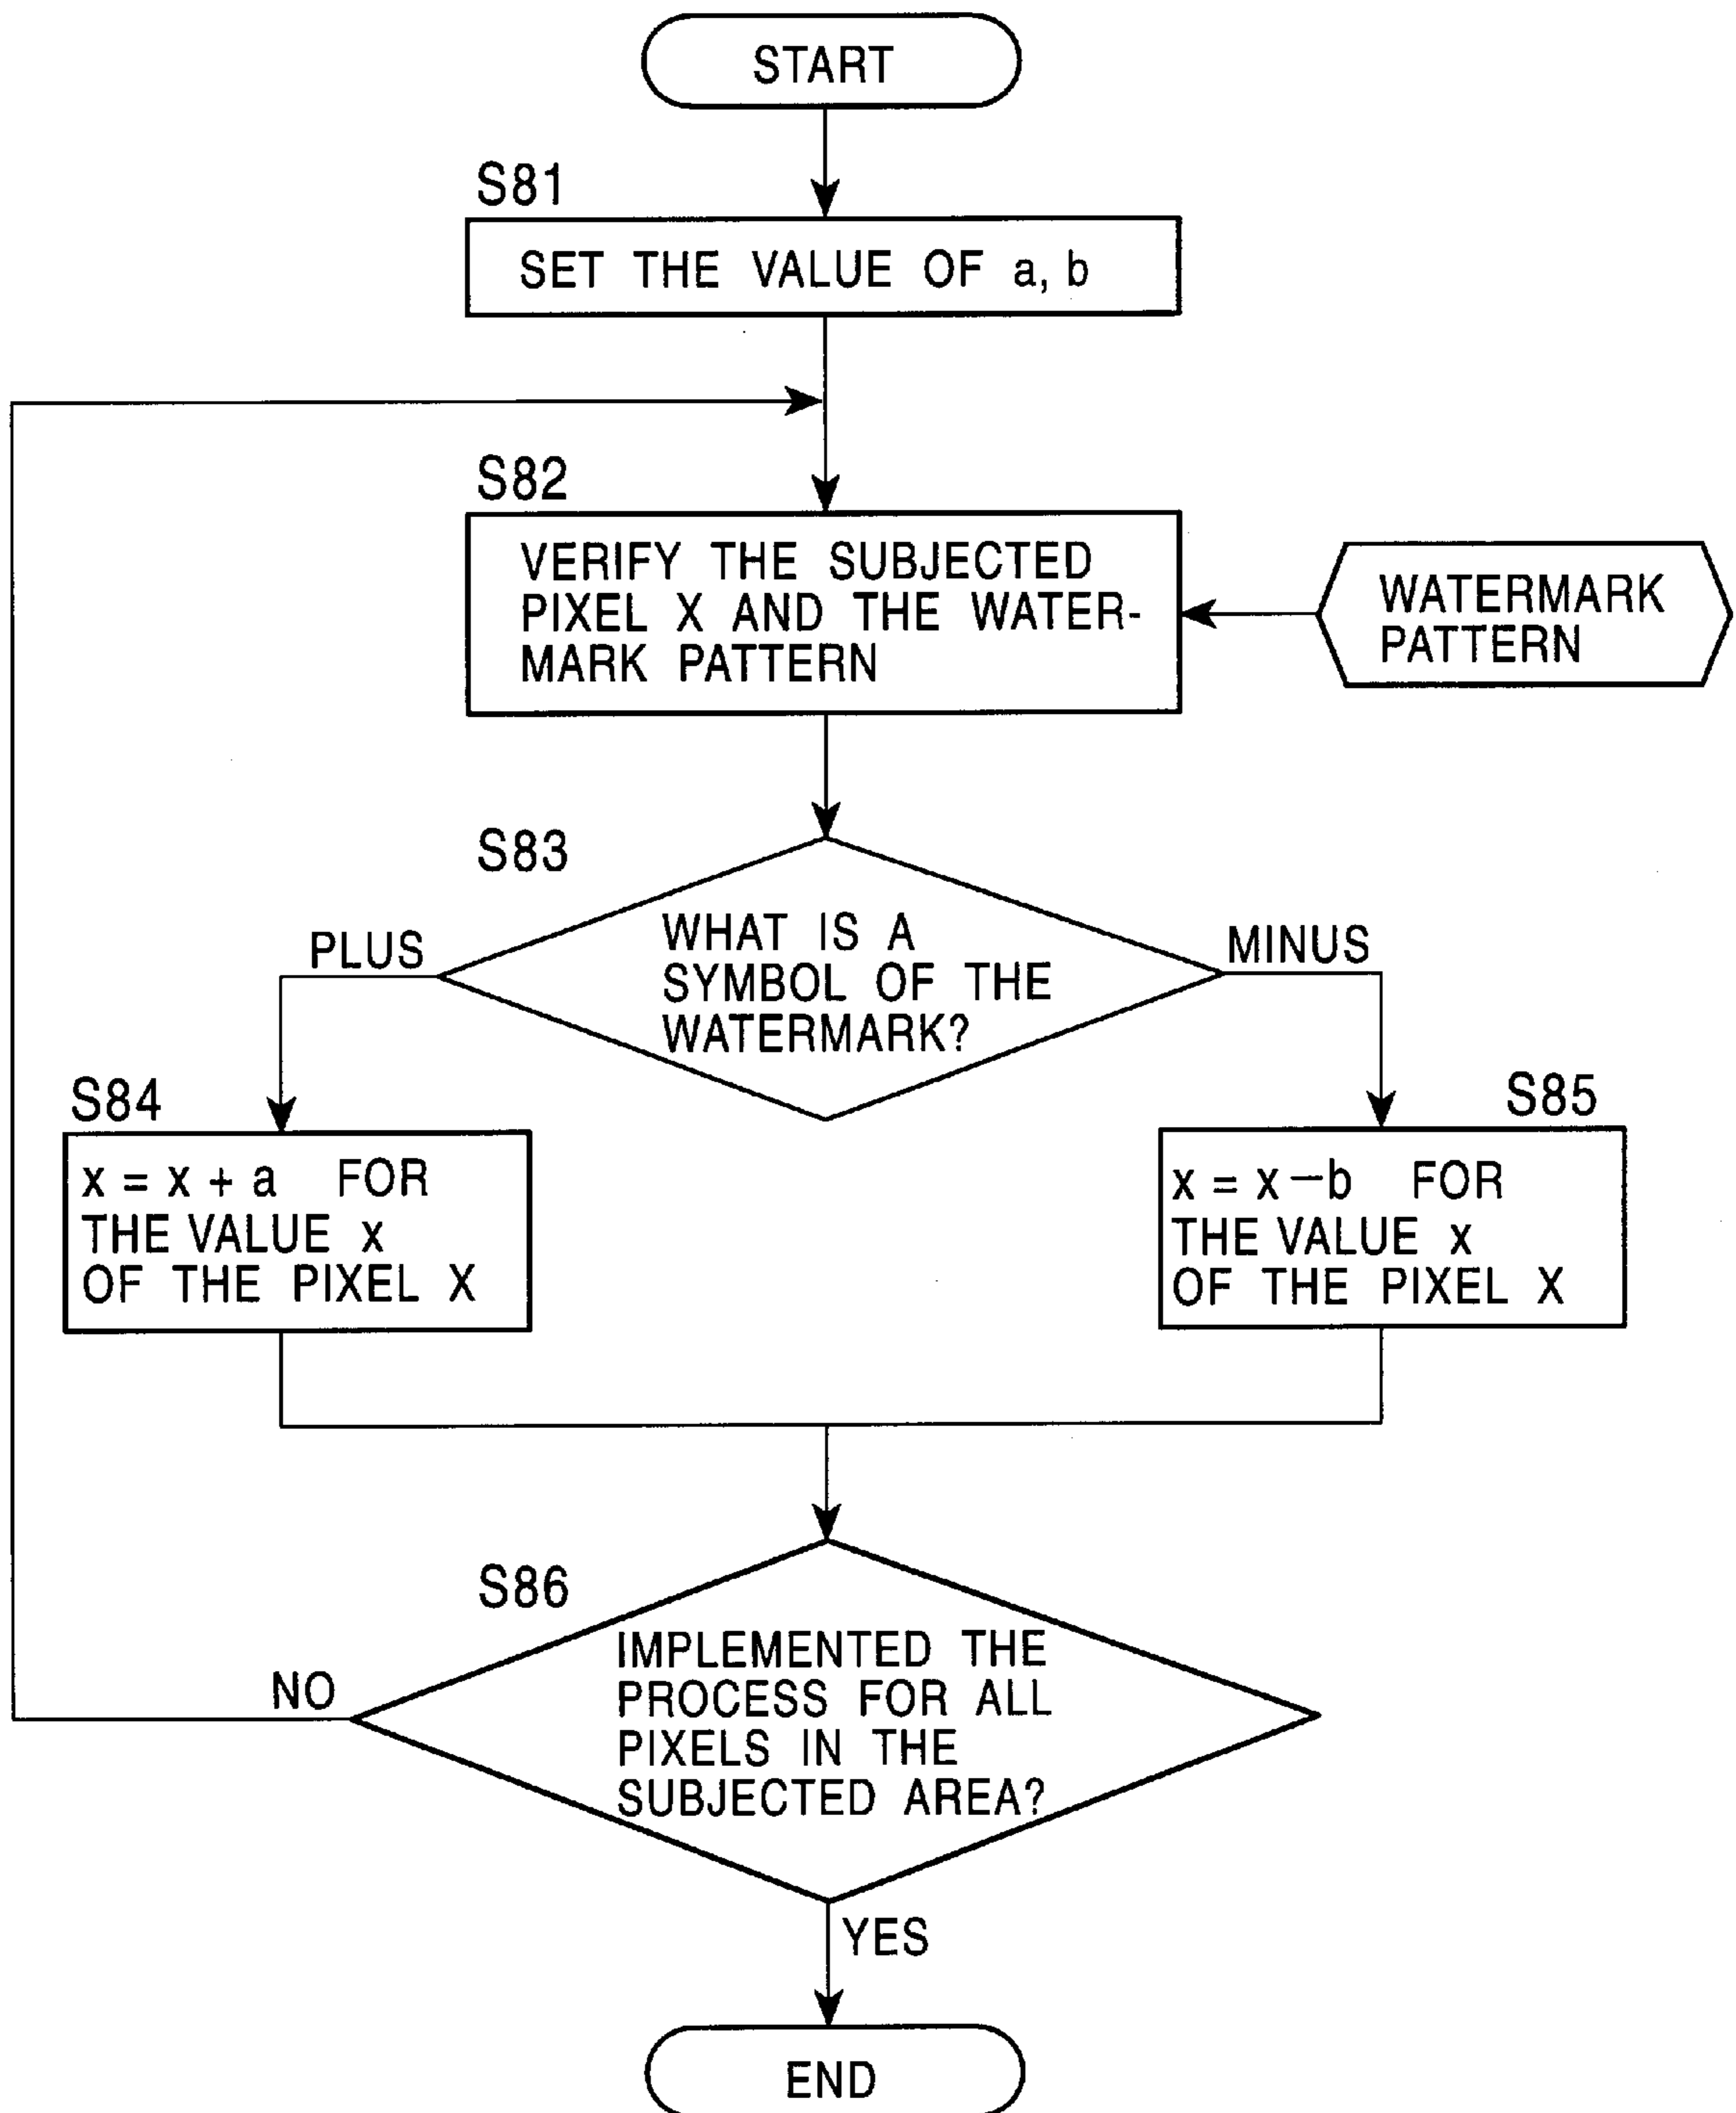 START
S81
SET THE VALUE OF a, b
S82
VERIFY THE SUBJECTED
PIXEL X AND THE WATER-
MARK PATTERN
WATERMARK
PATTERN
S83
WHAT IS A
SYMBOL OF THE
WATERMARK?
PLUS
MINUS
S84
x = x + a FOR
THE VALUE x
OF THE PIXEL X
S85
x = x −b FOR
THE VALUE x
OF THE PIXEL X
S86
IMPLEMENTED THE
PROCESS FOR ALL
PIXELS IN THE
SUBJECTED AREA?
NO
YES
END